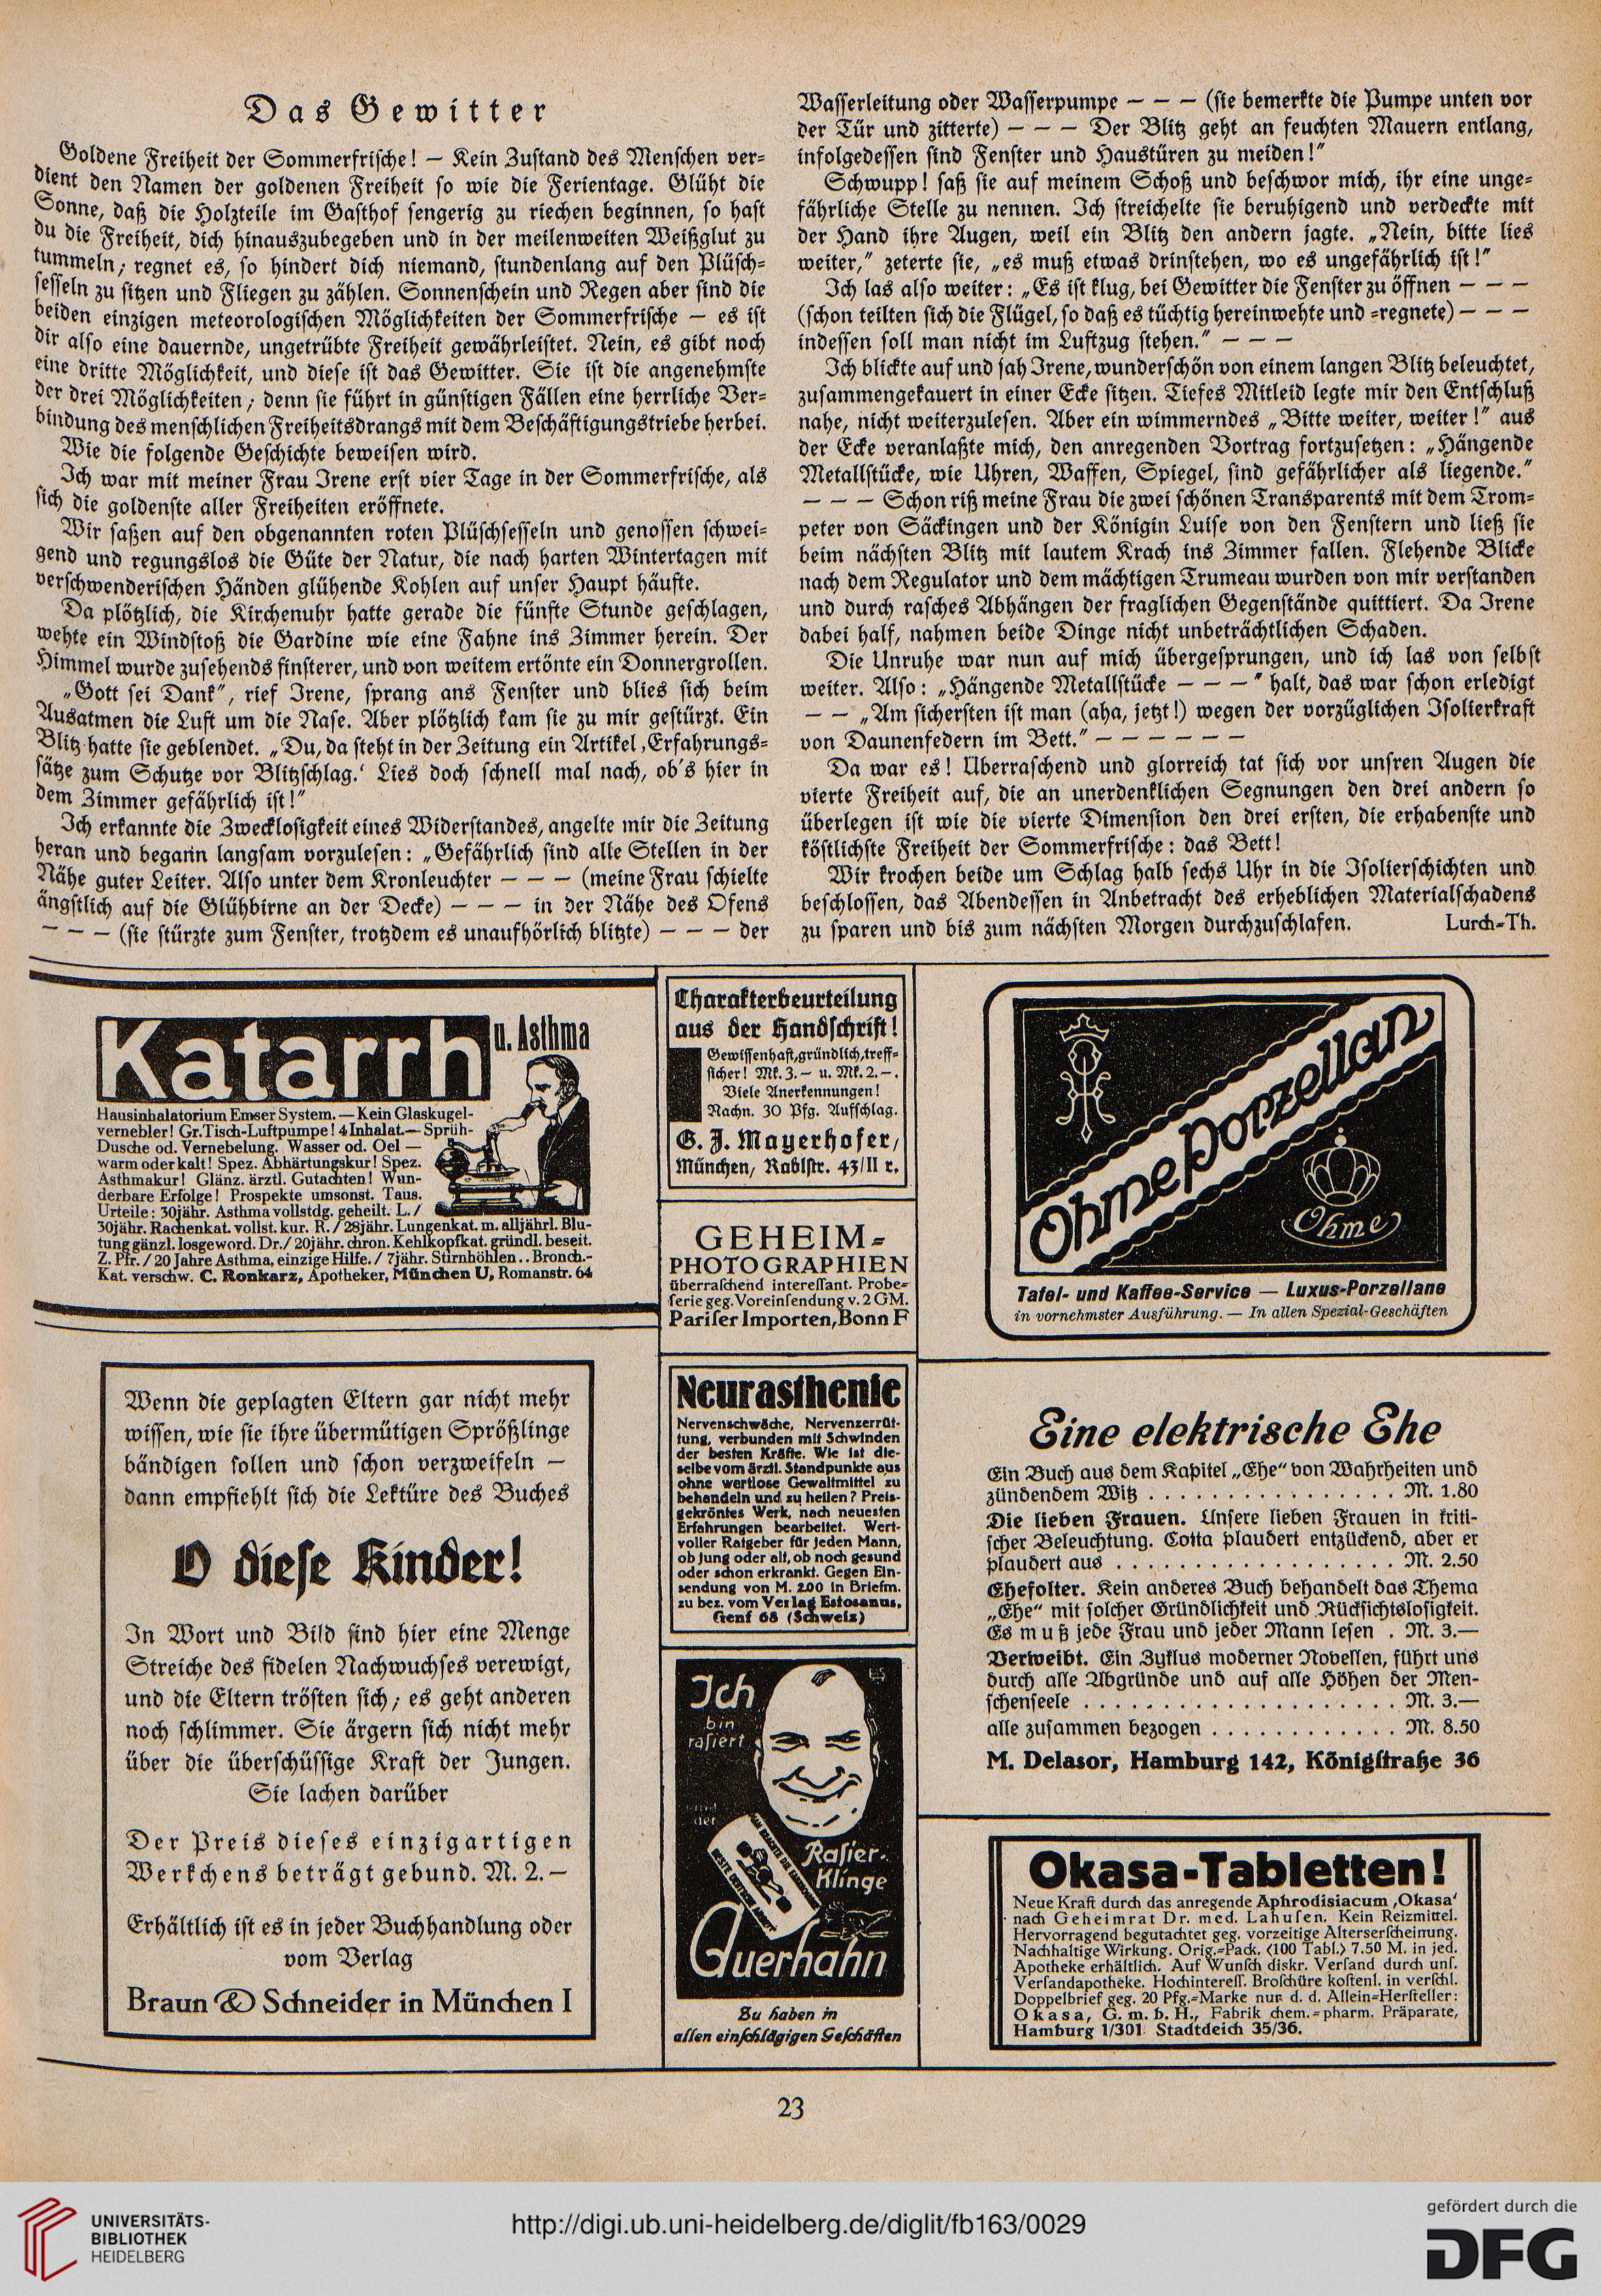 Das Gewitter
Goldene Freiheit der Sommerfrische! — Kein Zustand des Menschen ver-
dient den Namen der goldenen Freiheit so wie die Ferientage. Glüht die
Sonne, daß die Holzteile im Gasthof sengerig zu riechen beginnen, so hast
du die Freiheit, dich hinauszubegeben und in der meilenweiten Weißglut zu
tummeln; regnet es, so hindert dich niemand, stundenlang auf den Plüsch-
sesseln zu sitzen und Fliegen zu zählen. Sonnenschein und Regen aber sind die
beiden einzigen meteorologischen Möglichkeiten der Sommerfrische — es ist
dir also eine dauernde, ungetrübte Freiheit gewährleistet. Nein, es gibt noch
eine dritte Möglichkeit, und diese ist das Gewitter. Sie ist die angenehmste
der drei Möglichkeiten; denn sie führt in günstigen Fällen eine herrliche Ver-
bindung des menschlichen Freiheitsdrangs mit dem Beschäftigungstriebe herbei.
Wie die folgende Geschichte beweisen wird.
Ich war mit meiner Frau Irene erst vier Tage in der Sommerfrische, als
sich die goldenste aller Freiheiten eröffnete.
Wir saßen auf den obgenannten roten Plüschsesseln und genossen schwei-
gend und regungslos die Güte der Natur, die nach harten Wintertagen mit
verschwenderischen Händen glühende Kohlen auf unser Haupt häufte.
Da plötzlich, die Kirchenuhr hatte gerade die fünfte Stunde geschlagen,
wehte ein Windstoß die Gardine wie eine Fahne ins Zimmer herein. Der
Himmel wurde zusehends finsterer, und von weitem ertönte ein Donnergrollen.
„Gott sei Dank“, rief Irene, sprang ans Fenster und blies sich beim
Ausatmen die Luft um die Nase. Aber plötzlich kam sie zu mir gestürzt. Ein
Blitz hatte sie geblendet. „Du, da steht in der Zeitung ein Artikel ‚Erfahrungs-
sätze zum Schutze vor Blitzschlag.‘ Lies doch schnell mal nach, ob's hier in
dem Zimmer gefährlich ist!“
Ich erkannte die Zwecklosigkeit eines Widerstandes, angelte mir die Zeitung
heran und begann langsam vorzulesen: „Gefährlich sind alle Stellen in der
Nähe guter Leiter. Also unter dem Kronleuchter — — — (meine Frau schielte
ängstlich auf die Glühbirne an der Decke) — — — in der Nähe des Ofens
— — — (sie stürzte zum Fenster, trotzdem es unaufhörlich blitzte) — — — der
Wasserleitung oder Wasserpumpe — — — (sie bemerkte die Pumpe unten vor
der Tür und zitterte) — — — Der Blitz geht an feuchten Mauern entlang,
infolgedessen sind Fenster und Haustüren zu meiden!“
Schwupp! saß sie auf meinem Schoß und beschwor mich, ihr eine unge-
fährliche Stelle zu nennen. Ich streichelte sie beruhigend und verdeckte mit
der Hand ihre Augen, weil ein Blitz den andern jagte. „Nein, bitte lies
weiter,“ zeterte sie, „es muß etwas drinstehen, wo es ungefährlich ist!“
Ich las also weiter: „Es ist klug, bei Gewitter die Fenster zu öffnen — — —
(schon teilten sich die Flügel, so daß es tüchtig hereinwehte und -regnete) — — —
indessen soll man nicht im Luftzug stehen.“ — — —
Ich blickte auf und sah Irene, wunderschön von einem langen Blitz beleuchtet,
zusammengekauert in einer Ecke sitzen. Tiefes Mitleid legte mir den Entschluß
nahe, nicht weiterzulesen. Aber ein wimmerndes „Bitte weiter, weiter!“ aus
der Ecke veranlaßte mich, den anregenden Vortrag fortzusetzen: „Hängende
Metallstücke, wie Uhren, Waffen, Spiegel, sind gefährlicher als liegende.“
— — — Schon riß meine Frau die zwei schönen Transparents mit dem Trom-
peter von Säckingen und der Königin Luise von den Fenstern und ließ sie
beim nächsten Blitz mit lautem Krach ins Zimmer fallen. Flehende Blicke
nach dem Regulator und dem mächtigen Trumeau wurden von mir verstanden
und durch rasches Abhängen der fraglichen Gegenstände quittiert. Da Irene
dabei half, nahmen beide Dinge nicht unbeträchtlichen Schaden.
Die Unruhe war nun auf mich übergesprungen, und ich las von selbst
weiter. Also: „Hängende Metallstücke — — —“ halt, das war schon erledigt
— — „Am sichersten ist man (aha, jetzt!) wegen der vorzüglichen Isolierkraft
von Daunenfedern im Bett.“ — — — — — —
Da war es! Überraschend und glorreich tat sich vor unsren Augen die
vierte Freiheit auf, die an unerdenklichen Segnungen den drei andern so
überlegen ist wie die vierte Dimension den drei ersten, die erhabenste und
köstlichste Freiheit der Sommerfrische: das Bett!
Wir krochen beide um Schlag halb sechs Uhr in die Isolierschichten und
beschlossen, das Abendessen in Anbetracht des erheblichen Materialschadens
zu sparen und bis zum nächsten Morgen durchzuschlafen. Lurch-Th.
Katarrh u. Asthma
Hausinhalatorium Emser System. — Kein Glaskugel-
vernebler! Gr. Tisch-Luftpumpe! 4 Inhalat. — Sprüh-
Dusche od. Vernebelung. Wasser od. Oel —
warm oder kalt! Spez. Abhärtungskur! Spez.
Asthmakur! Glänz. ärztl. Gutachten! Wun-
derbare Erfolge! Prospekte umsonst. Taus.
Urteile: 30jähr. Asthma vollstdg. geheilt. L. /
30jähr. Rachenkat. vollst. kur. R. / 28jähr. Lungenkat. m. alljährl. Blu-
tung gänzl. losgeword. Dr. / 20jähr. chron. Kehlkopfkat. gründl. beseit.
Z. Pfr. / 20 Jahre Asthma, einzige Hilfe. / 7jähr. Stirnhöhlen . . Bronch.-
Kat. verschw. C. Ronkarz, Apotheker, München U, Romanstr. 64
Wenn die geplagten Eltern gar nicht mehr
wissen, wie sie ihre übermütigen Sprößlinge
bändigen sollen und schon verzweifeln —
dann empfiehlt sich die Lektüre des Buches
O diese Kinder!
In Wort und Bild sind hier eine Menge
Streiche des fidelen Nachwuchses verewigt,
und die Eltern trösten sich; es geht anderen
noch schlimmer. Sie ärgern sich nicht mehr
über die überschüssige Kraft der Jungen.
Sie lachen darüber
Der Preis dieses einzigartigen
Werkchens beträgt gebund. M. 2.—
Erhältlich ist es in jeder Buchhandlung oder
vom Verlag
Braun & Schneider in München I
Charakterbeurteilung
aus der Handschrift!
Gewissenhaft, gründlich, treff-
sicher! Mk. 3.— u. Mk. 2.—.
Viele Anerkennungen!
Nachn. 30 Pfg. Aufschlag.
G. J. Mayerhofer,
München, Rablstr. 43/II r.
GEHEIM-
PHOTOGRAPHIEN
überraschend interessant. Probe-
serie geg. Voreinsendung v. 2 GM.
Pariser Importen, Bonn F
Neurasthenie
Nervenschwäche, Nervenzerrüt-
tung, verbunden mit Schwinden
der besten Kräfte. Wie ist die-
selbe vom ärztl. Standpunkte aus
ohne wertlose Gewaltmittel zu
behandeln und zu heilen? Preis-
gekröntes Werk, nach neuesten
Erfahrungen bearbeitet. Wert-
voller Ratgeber für jeden Mann,
ob jung oder alt, ob noch gesund
oder schon erkrankt. Gegen Ein-
sendung von M. 2.00 in Briefm.
zu bez. vom Verlag Estosanus,
Genf 68 (Schweiz)
Ich
bin
rasiert
und
der
Rasier-
Klinge
BESTE DEUTSCHE ARBEIT
Querhahn
Zu haben in
allen einschlägigen Geschäften
Ohme Porzellan
Ohme
Tafel- und Kaffee-Service — Luxus-Porzellane
in vornehmster Ausführung. — In allen Spezial-Geschäften
Eine elektrische Ehe
Ein Buch aus dem Kapitel „Ehe“ von Wahrheiten und
zündendem Witz . . . . . . . . . . . . . . . . M. 1.80
Die lieben Frauen. Unsere lieben Frauen in kriti-
scher Beleuchtung. Cotta plaudert entzückend, aber er
plaudert aus . . . . . . . . . . . . . . . . . . M. 2.50
Ehefolter. Kein anderes Buch behandelt das Thema
„Ehe“ mit solcher Gründlichkeit und Rücksichtslosigkeit.
Es muß jede Frau und jeder Mann lesen . M. 3.—
Verweibt. Ein Zyklus moderner Novellen, führt uns
durch alle Abgründe und auf alle Höhen der Men-
schenseele . . . . . . . . . . . . . . . . . . . . M. 3.—
alle zusammen bezogen . . . . . . . . . . . . M. 8.50
M. Delasor, Hamburg 142, Königstraße 36
Okasa-Tabletten!
Neue Kraft durch das anregende Aphrodisiacum ‚Okasa‘
nach Geheimrat Dr. med. Lahusen. Kein Reizmittel.
Hervorragend begutachtet geg. vorzeitige Alterserscheinung.
Nachhaltige Wirkung. Orig.-Pack. (100 Tabl.) 7.50 M. in jed.
Apotheke erhältlich. Auf Wunsch diskr. Versand durch uns.
Versandapotheke. Hochinteress. Broschüre kostenl. in verschl.
Doppelbrief geg. 20 Pfg.-Marke nur d. d. Allein-Hersteller:
Okasa, G. m. b. H., Fabrik chem.-pharm. Präparate,
Hamburg 1/301 Stadtdeich 35/36.
23
UNIVERSITÄTS-
BIBLIOTHEK
HEIDELBERG
http://digi.ub.uni-heidelberg.de/diglit/fb163/0029
gefördert durch die
DFG